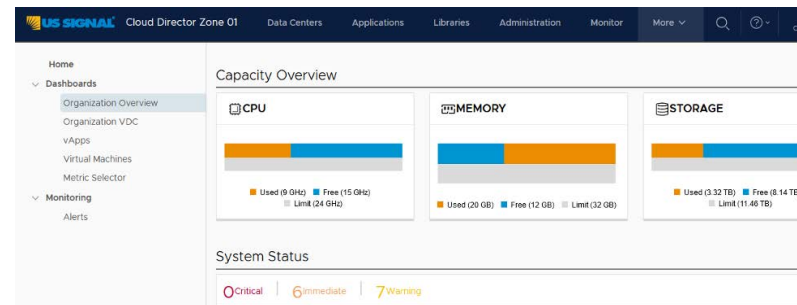 US SIGNAL Cloud Director Zone 01 Data Centers Applications Libraries Administration Monitor More
Home
Dashboards
Organization Overview
Organization VDC
vApps
Virtual Machines
Metric Selector
Monitoring
Alerts
Capacity Overview
CPU
Used (9 GHz) Free (15 GHz)
Limit (24 GHz)
MEMORY
Used (20 GB) Free (12 GB) Limit (32 GB)
STORAGE
Used (3.32 TB) Free (8.14 TB
Limit (11.46 TB)
System Status
0 Critical 6 Immediate 7 Warning